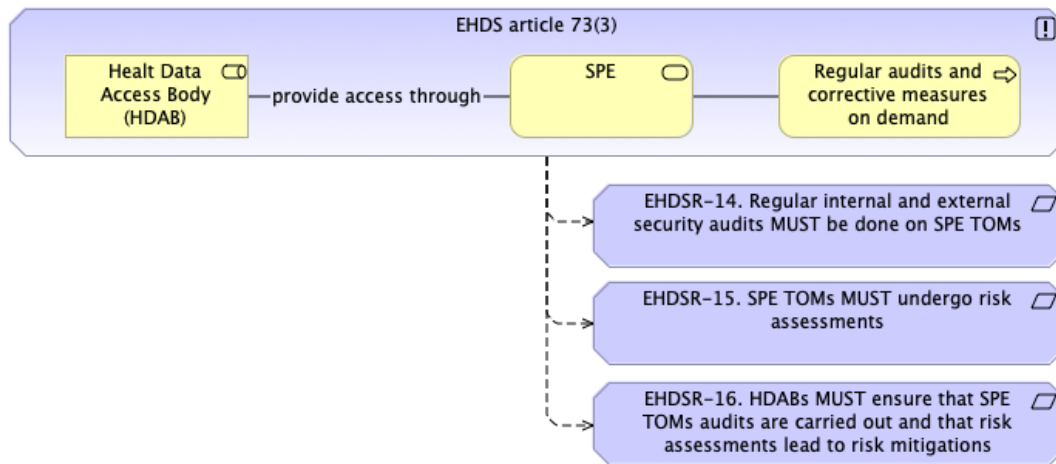 EHDS article 73(3)
Healt Data
Access Body
(HDAB)
provide access through
SPE
Regular audits and
corrective measures
on demand
EHDSR-14. Regular internal and external
security audits MUST be done on SPE TOMs
EHDSR-15. SPE TOMs MUST undergo risk
assessments
EHDSR-16. HDABs MUST ensure that SPE
TOMs audits are carried out and that risk
assessments lead to risk mitigations